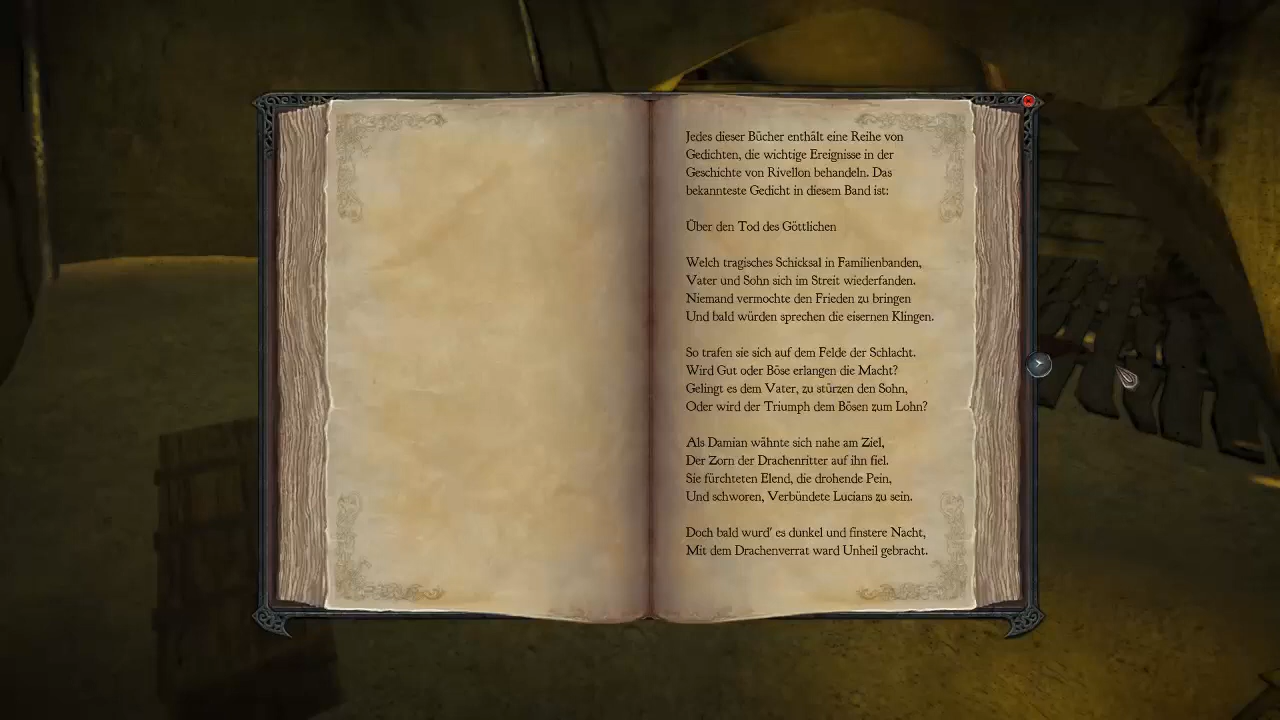 Jedes dieser Bücher enthält eine Reihe von
Gedichten, die wichtige Ereignisse in der
Geschichte von Rivellon behandeln. Das
bekannteste Gedicht in diesem Band ist:
Über den Tod des Göttlichen
Welch tragisches Schicksal in Familienbanden,
Vater und Sohn sich im Streit wiederfanden.
Niemand vermochte den Frieden zu bringen
Und bald würden sprechen die eisernen Klingen.
So trafen sie sich auf dem Felde der Schlacht.
Wird Gut oder Böse erlangen die Macht?
Gelingt es dem Vater, zu stürzen den Sohn,
Oder wird der Triumph dem Bösen zum Lohn?
Als Damian wähnte sich nahe am Ziel,
Der Zorn der Drachenritter auf ihn fiel.
Sie fürchteten Elend, die drohende Pein,
Und schworen, Verbündete Lucians zu sein.
Doch bald wurd' es dunkel und finstere Nacht,
Mit dem Drachenverrat ward Unheil gebracht.